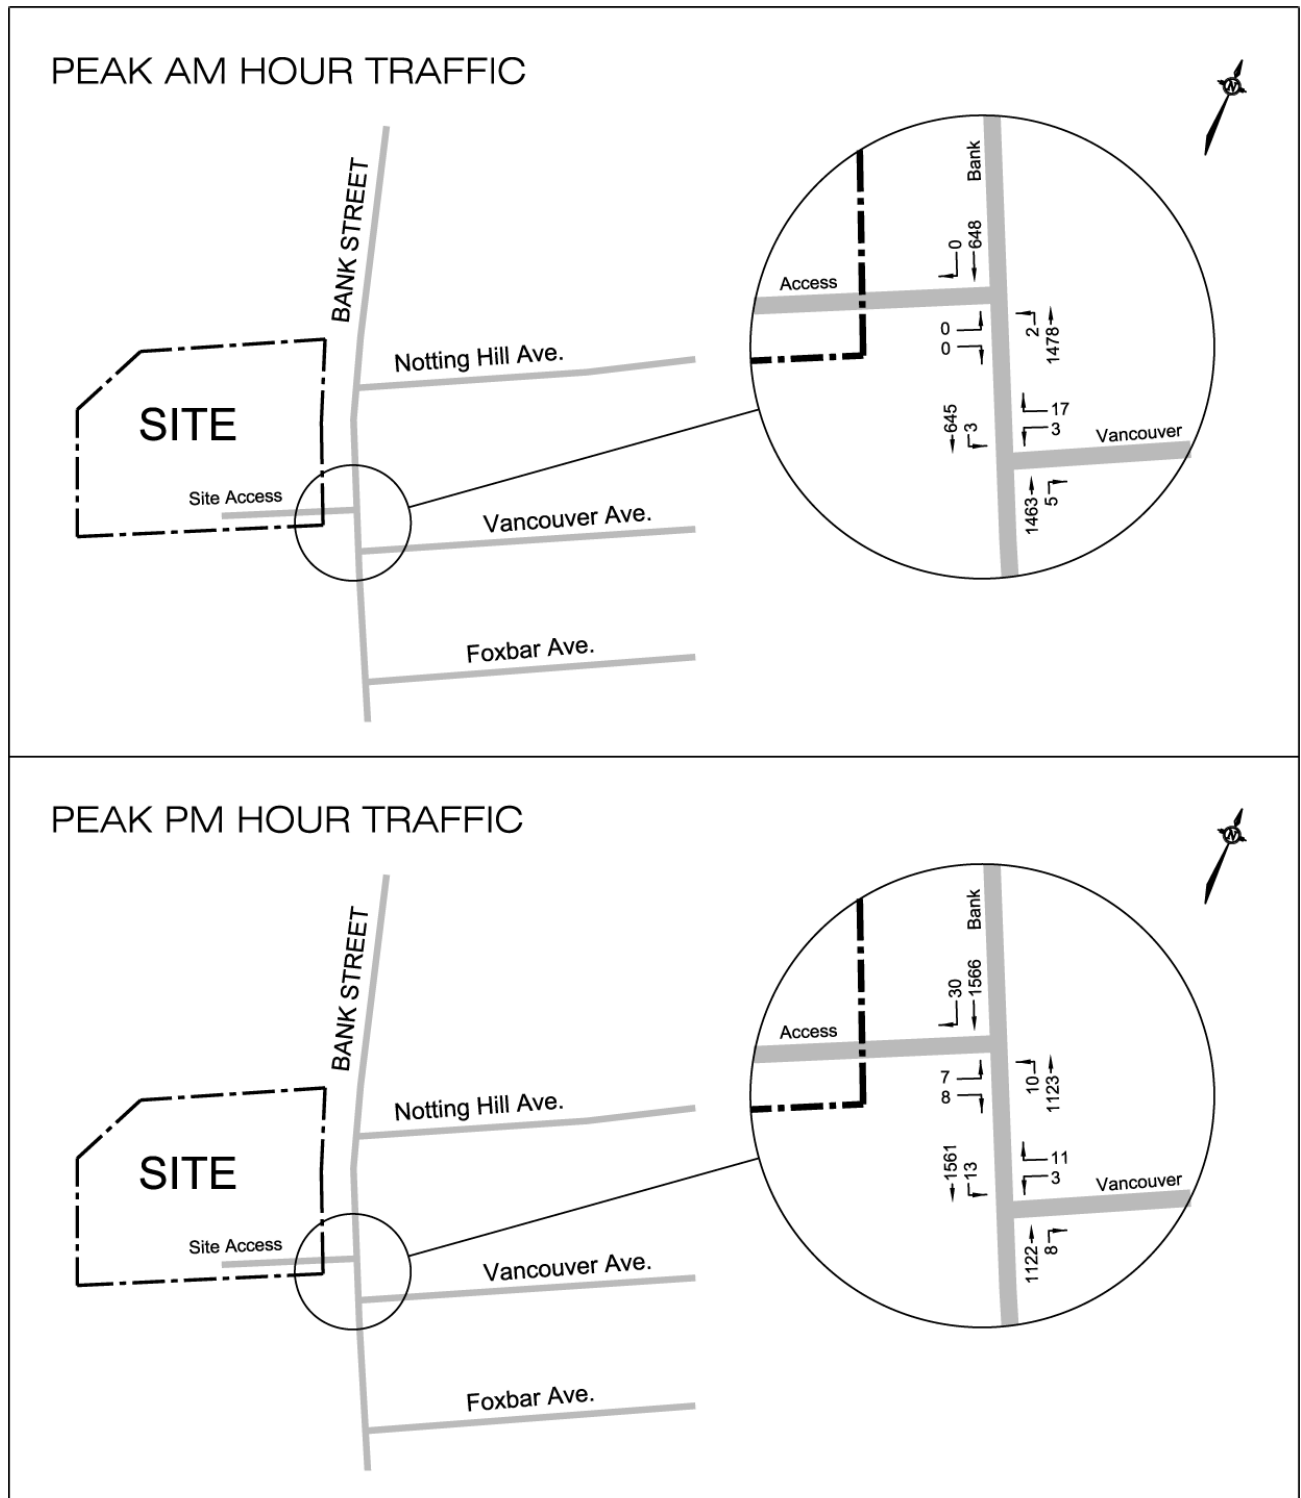 PEAK AM HOUR TRAFFIC
N
BANK STREET
Bank
0
648
Access
Notting Hill Ave.
0
0
2
1478
SITE
645
3
17
3
Vancouver
Site Access
Vancouver Ave.
1463
5
Foxbar Ave.
PEAK PM HOUR TRAFFIC
N
BANK STREET
Bank
30
1566
Access
Notting Hill Ave.
7
8
10
1123
SITE
1561
13
11
3
Vancouver
Site Access
Vancouver Ave.
1122
8
Foxbar Ave.